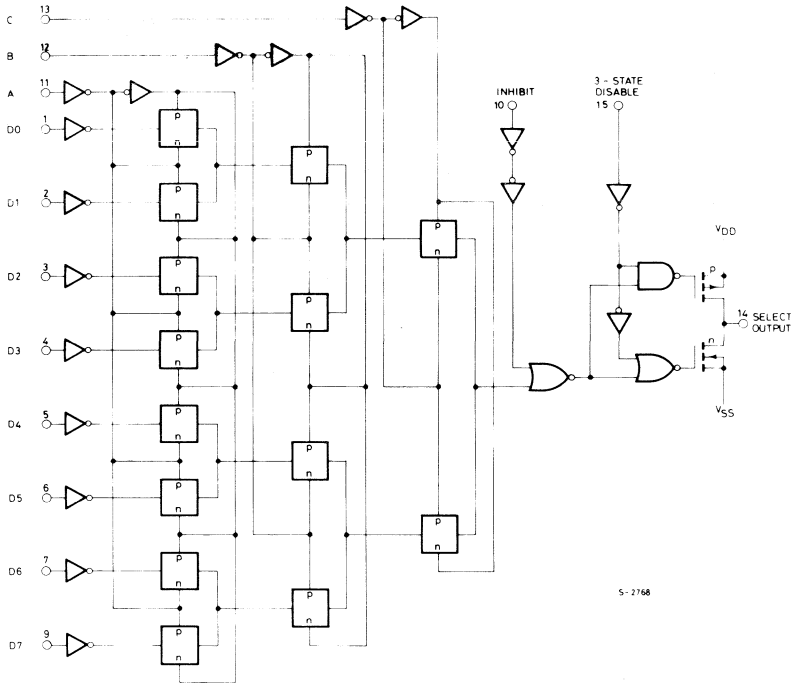 C 13
B 12
A 11
INHIBIT
10
3 - STATE
DISABLE
15
D0 1
p
n
p
n
D1 2
p
n
VDD
p
n
D2 3
p
n
p
n
p
14 SELECT
OUTPUT
n
D3 4
p
n
VSS
D4 5
p
n
p
n
D5 6
p
n
p
n
D6 7
p
n
S-2768
p
n
D7 9
p
n